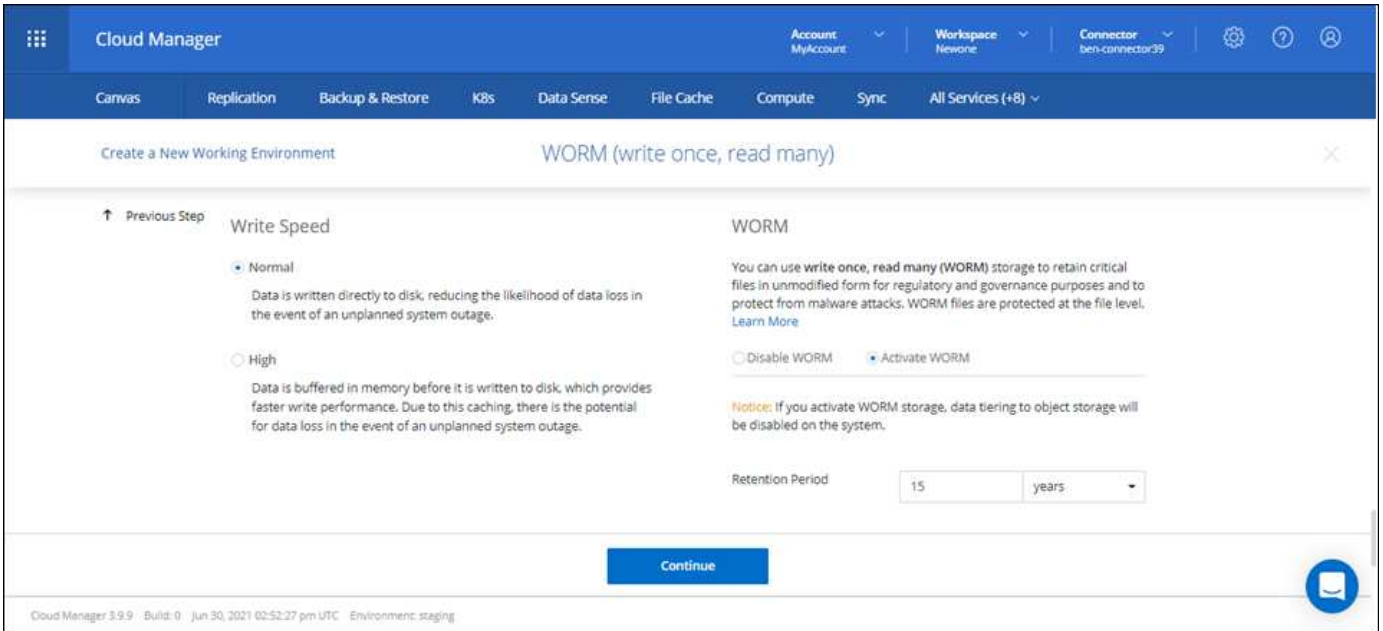 Cloud Manager
Account
MyAccount
Workspace
Newone
Connector
ben-connector39
Canvas
Replication
Backup & Restore
K8s
Data Sense
File Cache
Compute
Sync
All Services (+8)
Create a New Working Environment
WORM (write once, read many)
Previous Step
Write Speed
Normal
Data is written directly to disk, reducing the likelihood of data loss in
the event of an unplanned system outage.
High
Data is buffered in memory before it is written to disk, which provides
faster write performance. Due to this caching, there is the potential
for data loss in the event of an unplanned system outage.
WORM
You can use write once, read many (WORM) storage to retain critical
files in unmodified form for regulatory and governance purposes and to
protect from malware attacks. WORM files are protected at the file level.
Learn More
Disable WORM
Activate WORM
Notice: If you activate WORM storage, data tiering to object storage will
be disabled on the system.
Retention Period
15
years
Continue
Cloud Manager 3.9.9 Build: 0 Jun 30, 2021 02:52:27 pm UTC Environment: staging